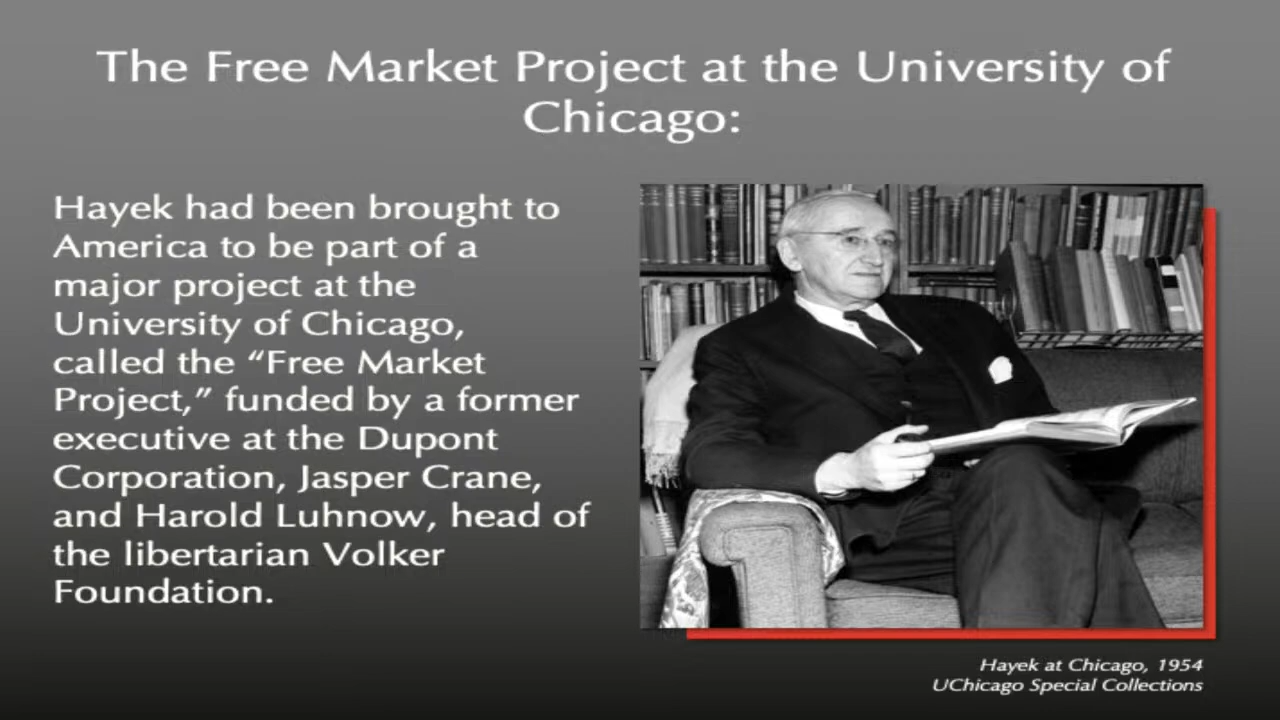 The Free Market Project at the University of
Chicago:
Hayek had been brought to
America to be part of a
major project at the
University of Chicago,
called the “Free Market
Project,” funded by a former
executive at the Dupont
Corporation, Jasper Crane,
and Harold Luhnow, head of
the libertarian Volker
Foundation.
Hayek at Chicago, 1954
UChicago Special Collections